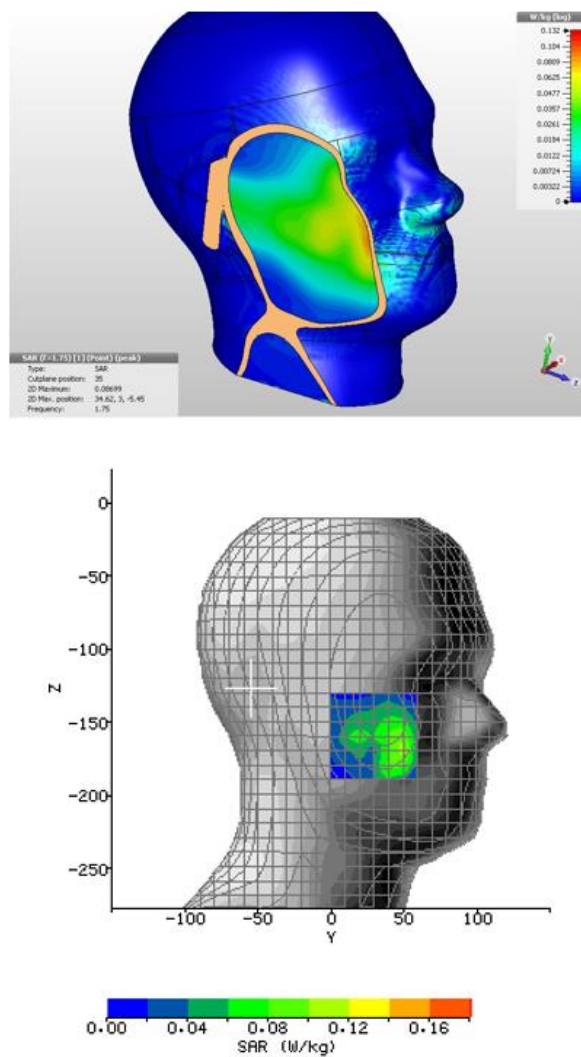 W/kg (log)
0.132
0.104
0.0809
0.0625
0.0477
0.0357
0.0261
0.0184
0.0122
0.00724
0.00322
0
Y
X
Z
SAR (f=1.75) [1] (Point) (peak)
Type: SAR
Cutplane position: 35
2D Maximum: 0.08699
2D Max. position: 34.62, 3, -5.45
Frequency: 1.75
0
-50
-100
Z
-150
-200
-250
-100 -50 0 50 100
Y
0.00 0.04 0.08 0.12 0.16
SAR (W/kg)